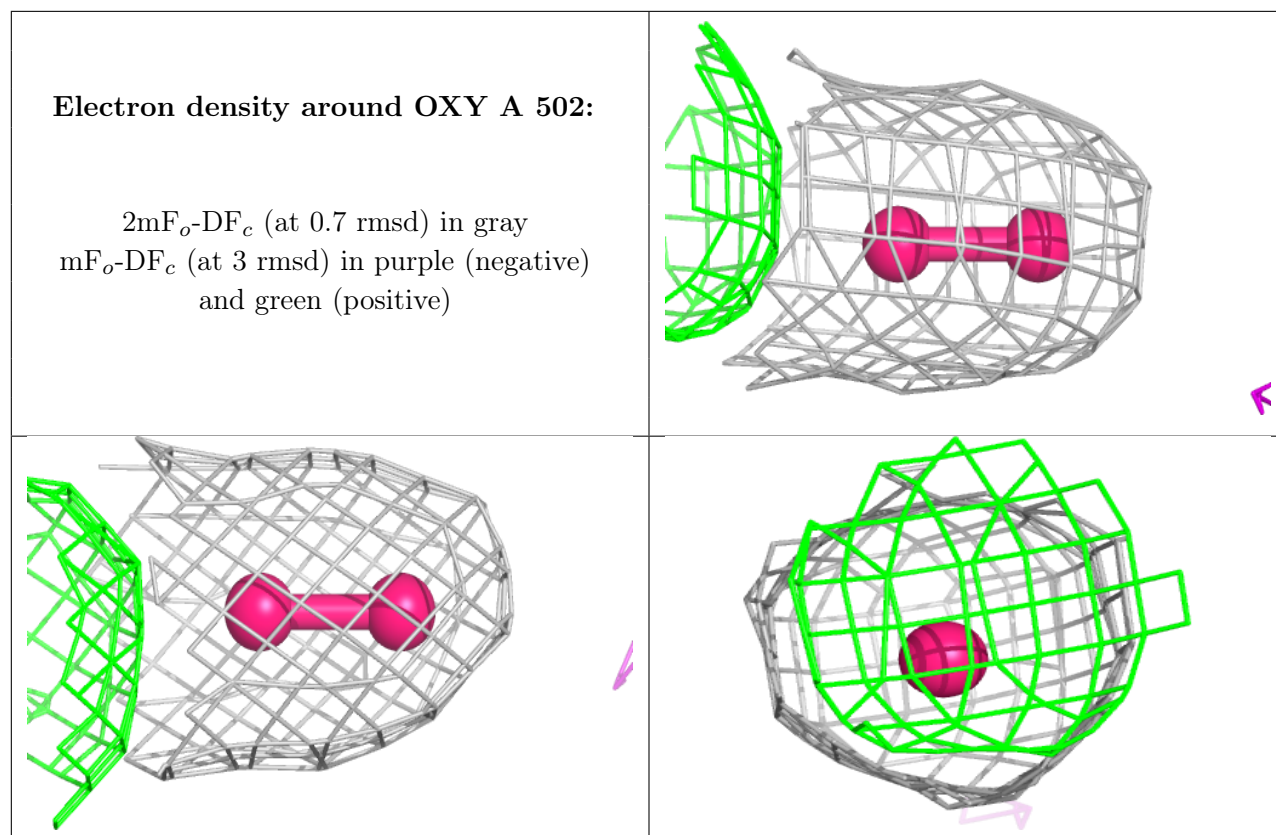 Electron density around OXY A 502:
2mFo-DFc (at 0.7 rmsd) in gray
mFo-DFc (at 3 rmsd) in purple (negative)
and green (positive)